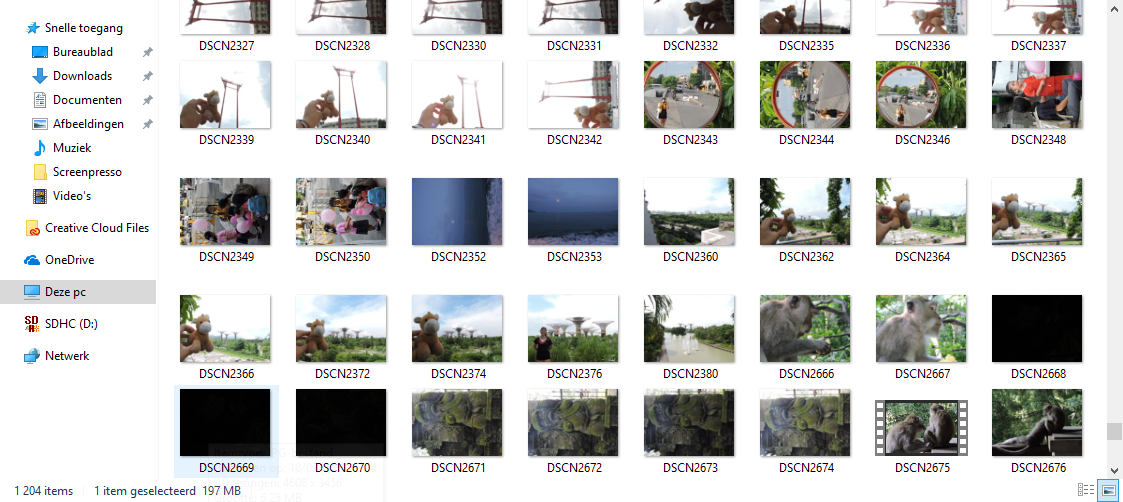 Snelle toegang
Bureaublad
Downloads
Documenten
Afbeeldingen
Muziek
Screenpresso
Video's
Creative Cloud Files
OneDrive
Deze pc
SDHC (D:)
Netwerk
DSCN2327 DSCN2328 DSCN2330 DSCN2331 DSCN2332 DSCN2335 DSCN2336 DSCN2337
DSCN2339 DSCN2340 DSCN2341 DSCN2342 DSCN2343 DSCN2344 DSCN2346 DSCN2348
DSCN2349 DSCN2350 DSCN2352 DSCN2353 DSCN2360 DSCN2362 DSCN2364 DSCN2365
DSCN2366 DSCN2372 DSCN2374 DSCN2376 DSCN2380 DSCN2666 DSCN2667 DSCN2668
DSCN2669 DSCN2670 DSCN2671 DSCN2672 DSCN2673 DSCN2674 DSCN2675 DSCN2676
1 204 items 1 item geselecteerd 197 MB